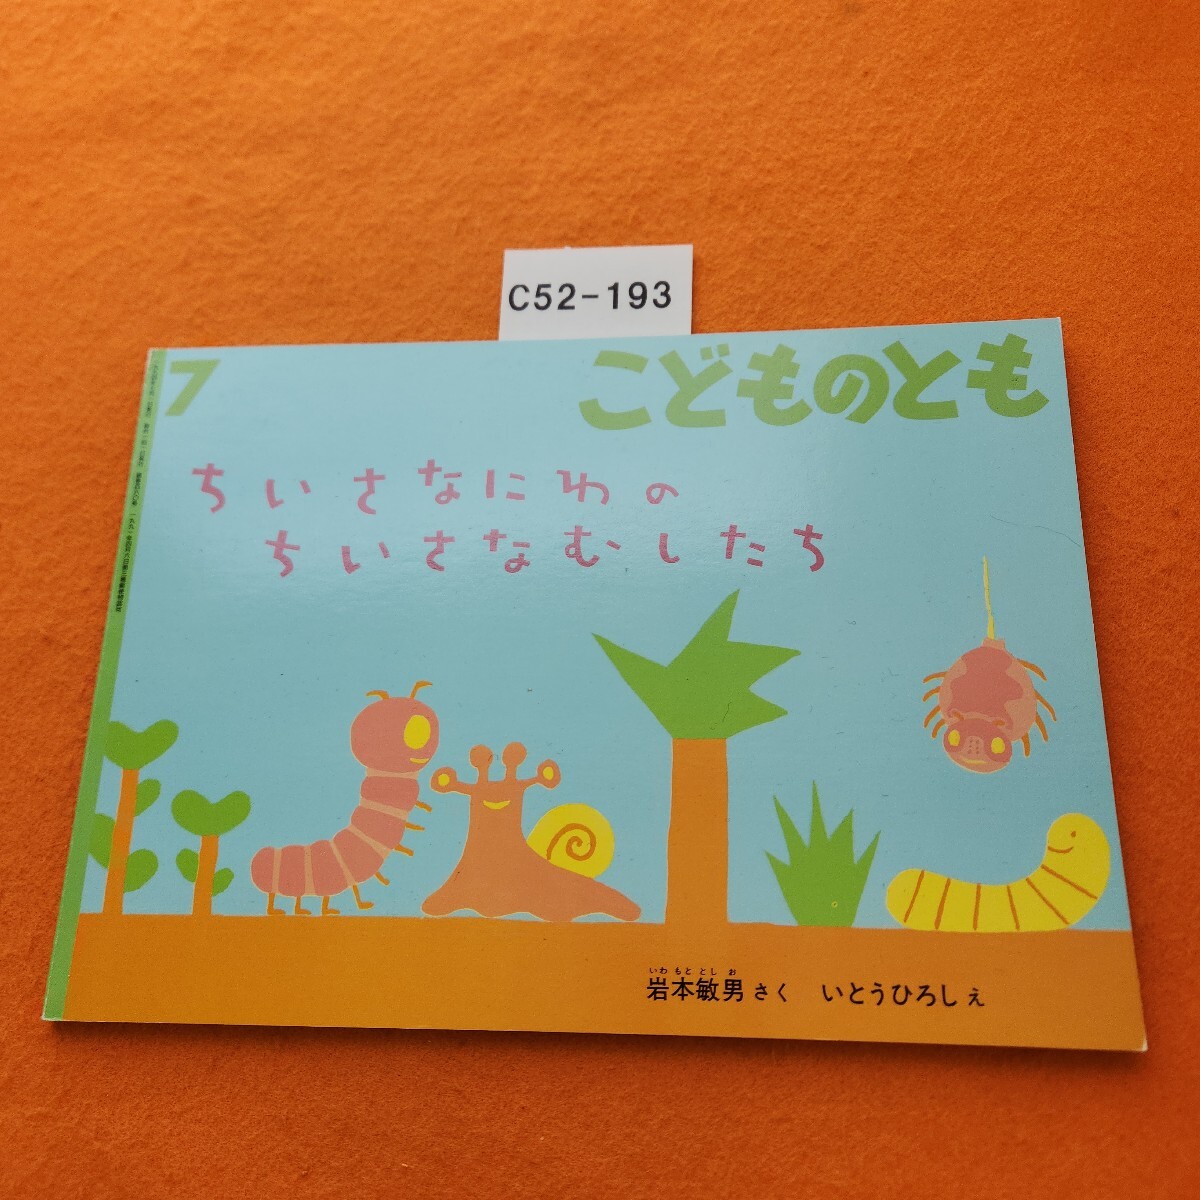 C52-193
7
こどものとも
ちいさなにわの
ちいさなむしたち
いわ もと とし お
岩本敏男 さく いとうひろし え